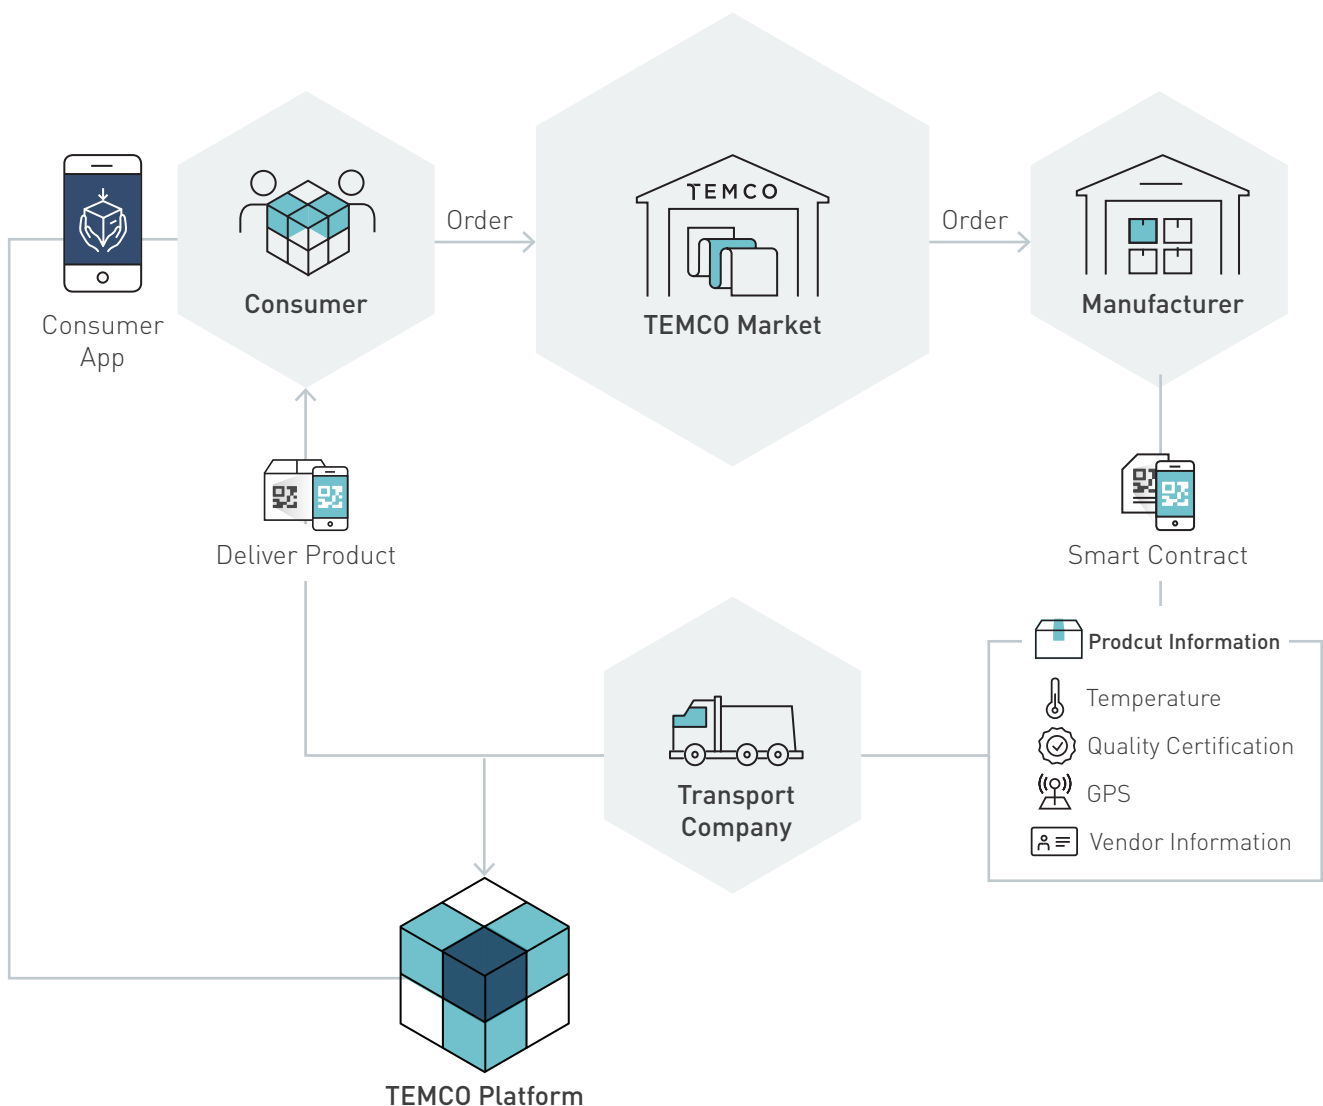 TEMCO
Order
Order
Consumer
TEMCO Market
Manufacturer
Consumer
App
Deliver Product
Smart Contract
Prodcut Information
Temperature
Quality Certification
GPS
Vendor Information
Transport
Company
TEMCO Platform